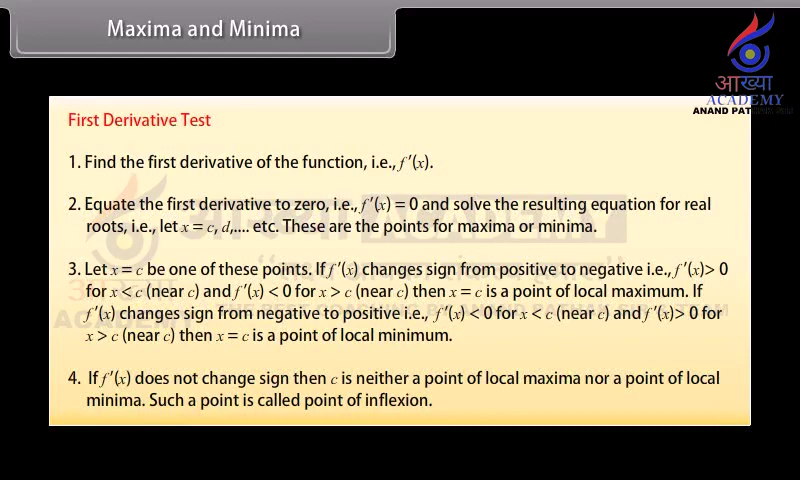 Maxima and Minima
आख्या
ACADEMY
First Derivative Test
1. Find the first derivative of the function, i.e., f′(x).
2. Equate the first derivative to zero, i.e., f′(x) = 0 and solve the resulting equation for real
roots, i.e., let x = c, d,.... etc. These are the points for maxima or minima.
3. Let x = c be one of these points. If f′(x) changes sign from positive to negative i.e., f′(x)> 0
for x < c (near c) and f′(x) < 0 for x > c (near c) then x = c is a point of local maximum. If
f′(x) changes sign from negative to positive i.e., f′(x) < 0 for x < c (near c) and f′(x)> 0 for
x > c (near c) then x = c is a point of local minimum.
4. If f′(x) does not change sign then c is neither a point of local maxima nor a point of local
minima. Such a point is called point of inflexion.
आख्या ACADEMY